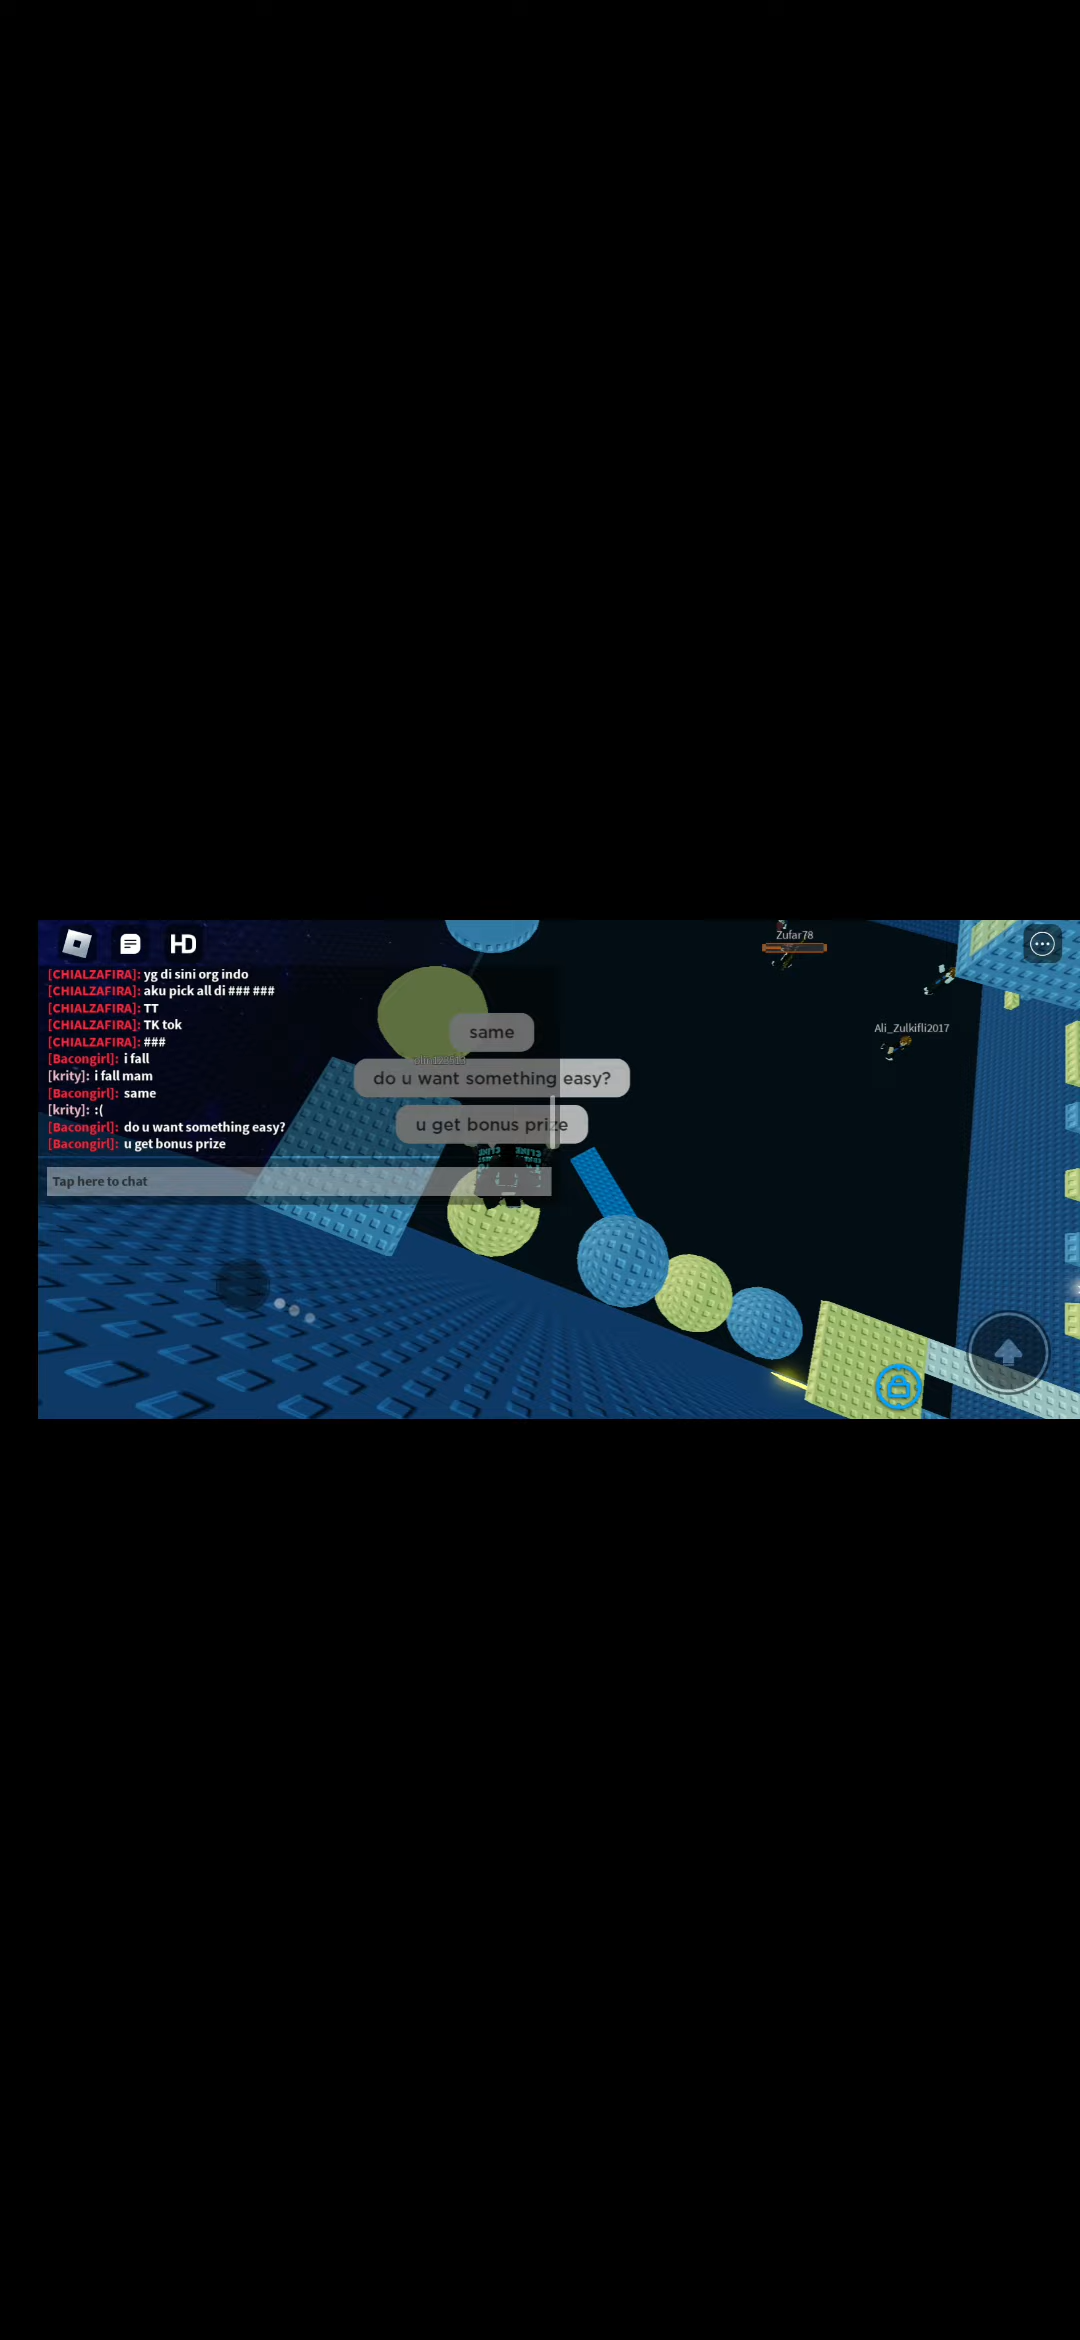 HD
Zufar78
[CHIALZAFIRA]: yg di sini org indo
[CHIALZAFIRA]: aku pick all di ### ###
[CHIALZAFIRA]: TT
[CHIALZAFIRA]: TK tok
[CHIALZAFIRA]: ###
[Bacongirl]: i fall
[krity]: i fall mam
[Bacongirl]: same
[krity]: :(
[Bacongirl]: do u want something easy?
[Bacongirl]: u get bonus prize
Tap here to chat
same
do u want something easy?
u get bonus prize
Ali_Zulkifli2017